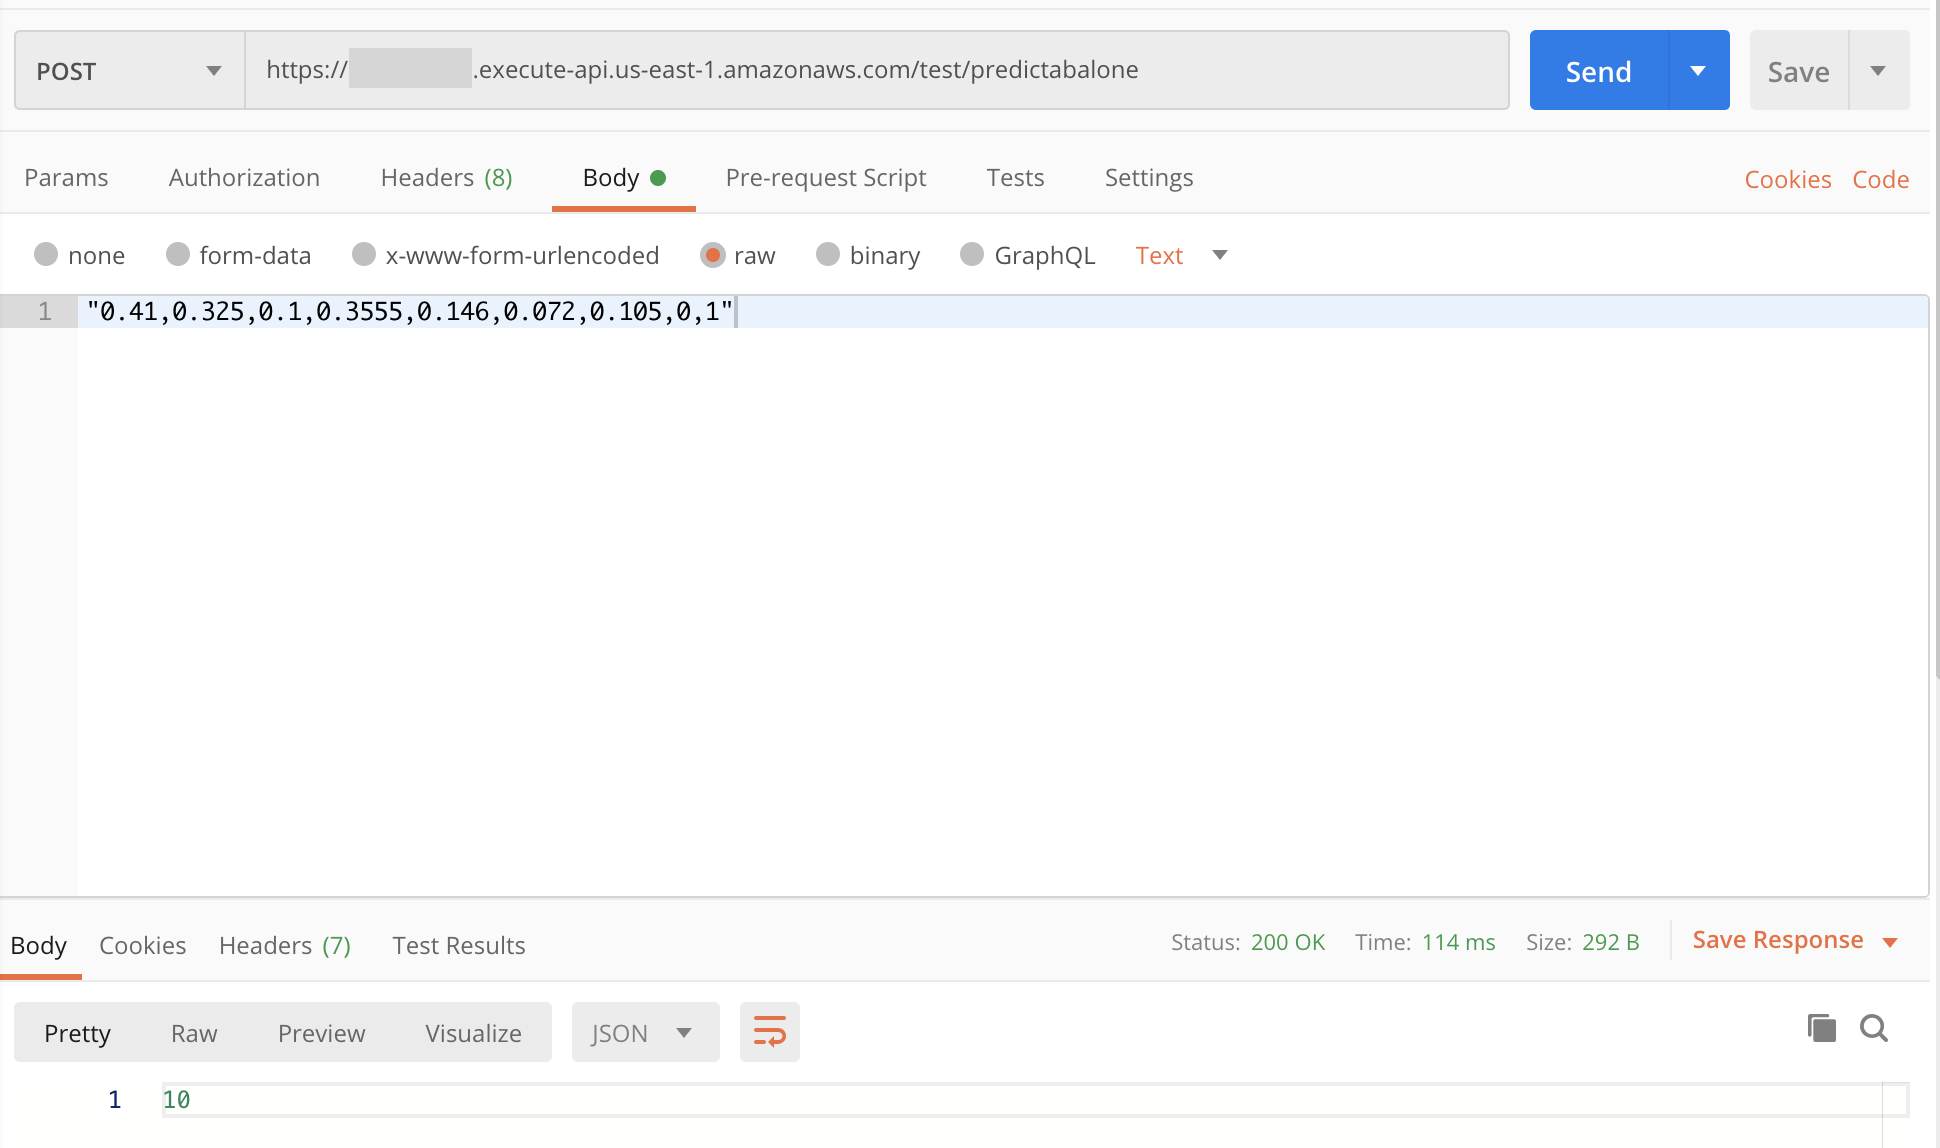 POST https://.execute-api.us-east-1.amazonaws.com/test/predictabalone Send Save
Params Authorization Headers (8) Body Pre-request Script Tests Settings Cookies Code
none form-data x-www-form-urlencoded raw binary GraphQL Text
1 "0.41,0.325,0.1,0.3555,0.146,0.072,0.105,0,1"
Body Cookies Headers (7) Test Results Status: 200 OK Time: 114 ms Size: 292 B Save Response
Pretty Raw Preview Visualize JSON
1 10